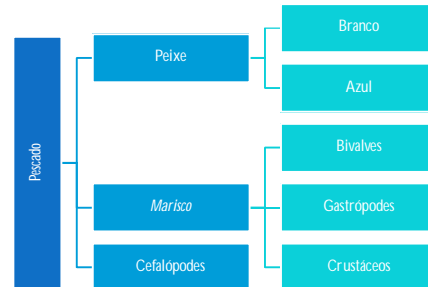 Pescado
Peixe
Branco
Azul
Marisco
Bivalves
Gastrópodes
Crustáceos
Cefalópodes